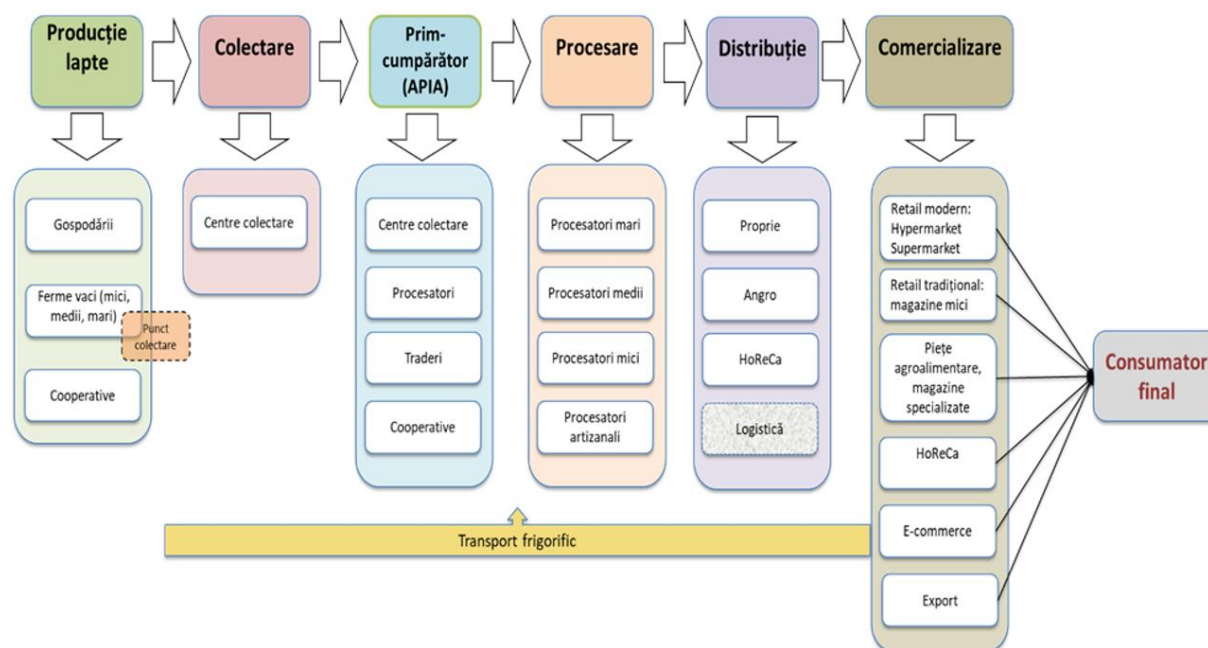 Producție
lapte
Colectare
Prim-
cumpărător
(APIA)
Procesare
Distribuție
Comercializare
Gospodării
Ferme vaci (mici,
medii, mari)
Punct
colectare
Cooperative
Centre colectare
Centre colectare
Procesatori
Traderi
Cooperative
Procesatori mari
Procesatori medii
Procesatori mici
Procesatori
artizanali
Proprie
Angro
HoReCa
Logistică
Retail modern:
Hypermarket
Supermarket
Retail tradițional:
magazine mici
Piețe
agroalimentare,
magazine
specializate
HoReCa
E-commerce
Export
Consumator
final
Transport frigorific